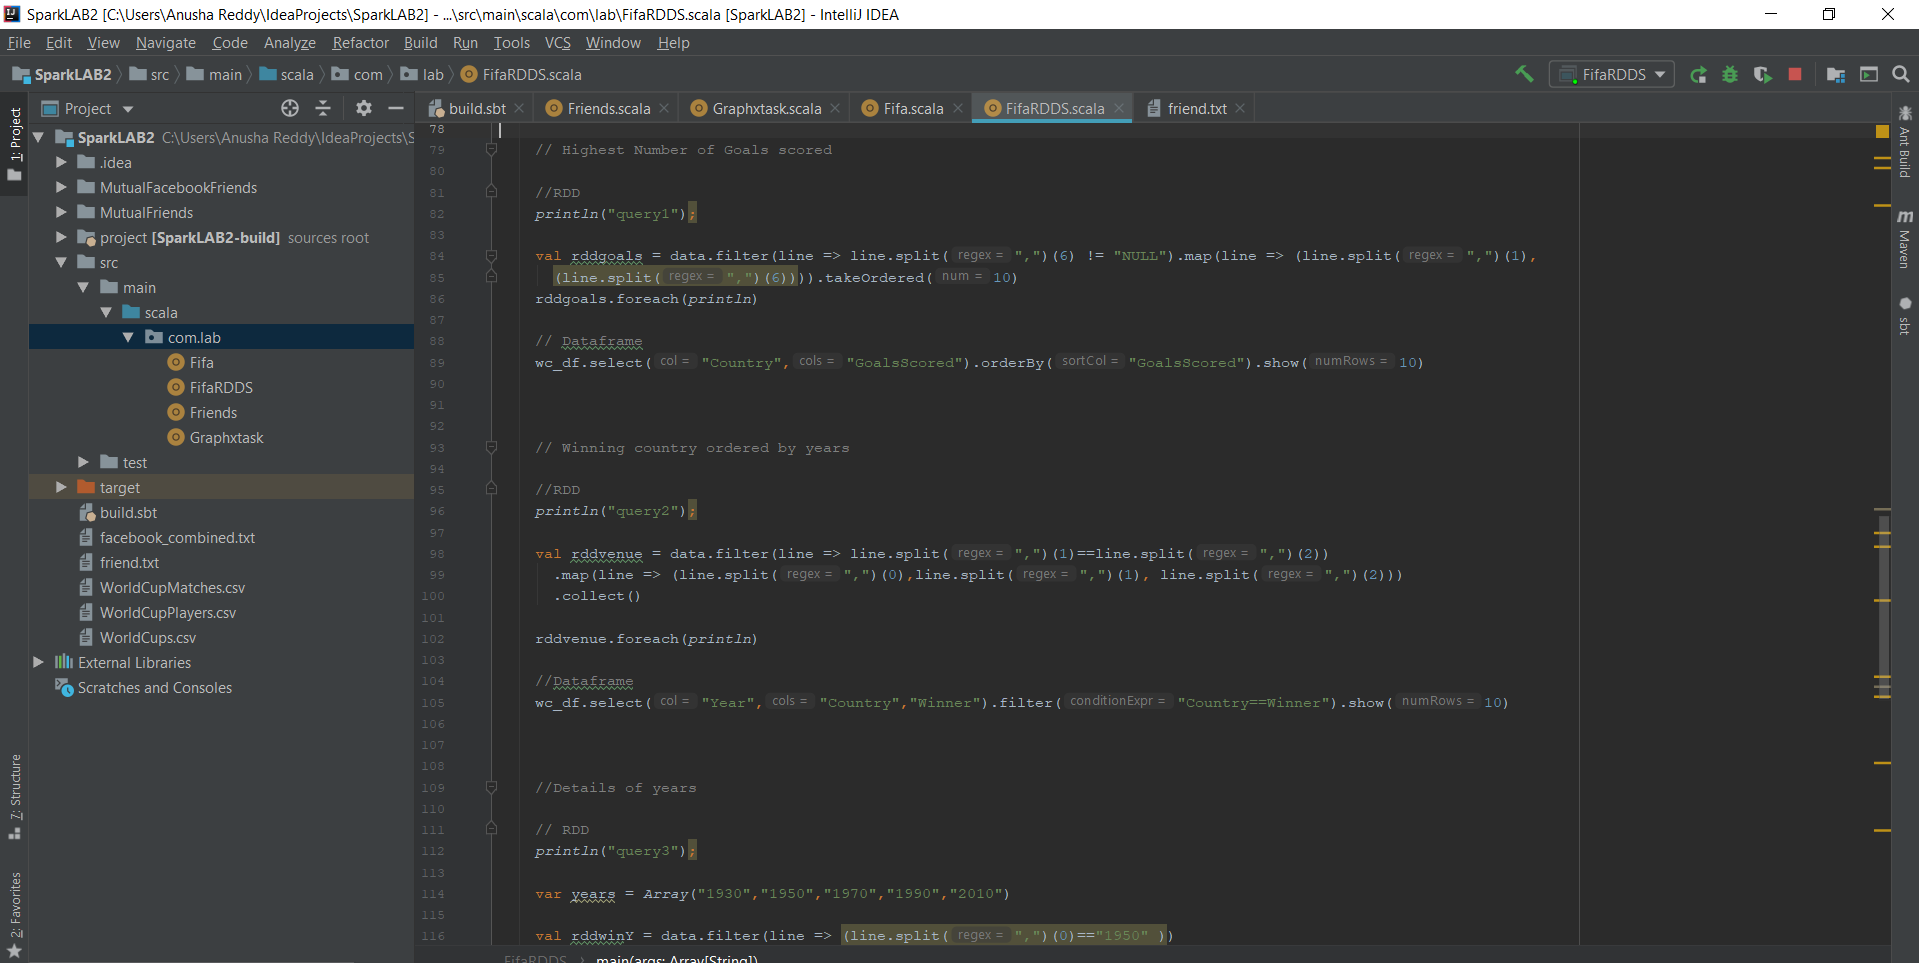 SparkLAB2 [C:\Users\Anusha Reddy\IdeaProjects\SparkLAB2] - ...\src\main\scala\com\lab\FifaRDDS.scala [SparkLAB2] - IntelliJ IDEA
File Edit View Navigate Code Analyze Refactor Build Run Tools VCS Window Help
SparkLAB2 src main scala com lab FifaRDDS.scala FifaRDDS
Project build.sbt Friends.scala Graphxtask.scala Fifa.scala FifaRDDS.scala friend.txt
1: Project
SparkLAB2 C:\Users\Anusha Reddy\IdeaProjects\S
.idea
MutualFacebookFriends
MutualFriends
project [SparkLAB2-build] sources root
src
main
scala
com.lab
Fifa
FifaRDDS
Friends
Graphxtask
test
target
build.sbt
facebook_combined.txt
friend.txt
WorldCupMatches.csv
WorldCupPlayers.csv
WorldCups.csv
External Libraries
Scratches and Consoles
7: Structure
2: Favorites
78
79 // Highest Number of Goals scored
80
81 //RDD
82 println("query1");
83
84 val rddgoals = data.filter(line => line.split( regex = ",")(6) != "NULL").map(line => (line.split( regex = ",")(1),
85 (line.split( regex = ",")(6)))).takeOrdered( num = 10)
86 rddgoals.foreach(println)
87
88 // Dataframe
89 wc_df.select( col = "Country", cols = "GoalsScored").orderBy( sortCol = "GoalsScored").show( numRows = 10)
90
91
92
93 // Winning country ordered by years
94
95 //RDD
96 println("query2");
97
98 val rddvenue = data.filter(line => line.split( regex = ",")(1)==line.split( regex = ",")(2))
99 .map(line => (line.split( regex = ",")(0),line.split( regex = ",")(1), line.split( regex = ",")(2)))
100 .collect()
101
102 rddvenue.foreach(println)
103
104 //Dataframe
105 wc_df.select( col = "Year", cols = "Country","Winner").filter( conditionExpr = "Country==Winner").show( numRows = 10)
106
107
108
109 //Details of years
110
111 // RDD
112 println("query3");
113
114 var years = Array("1930","1950","1970","1990","2010")
115
116 val rddwinY = data.filter(line => (line.split( regex = ",")(0)=="1950" ))
FifaRDDS main(args: Array[String])
Ant Build
m Maven
sbt